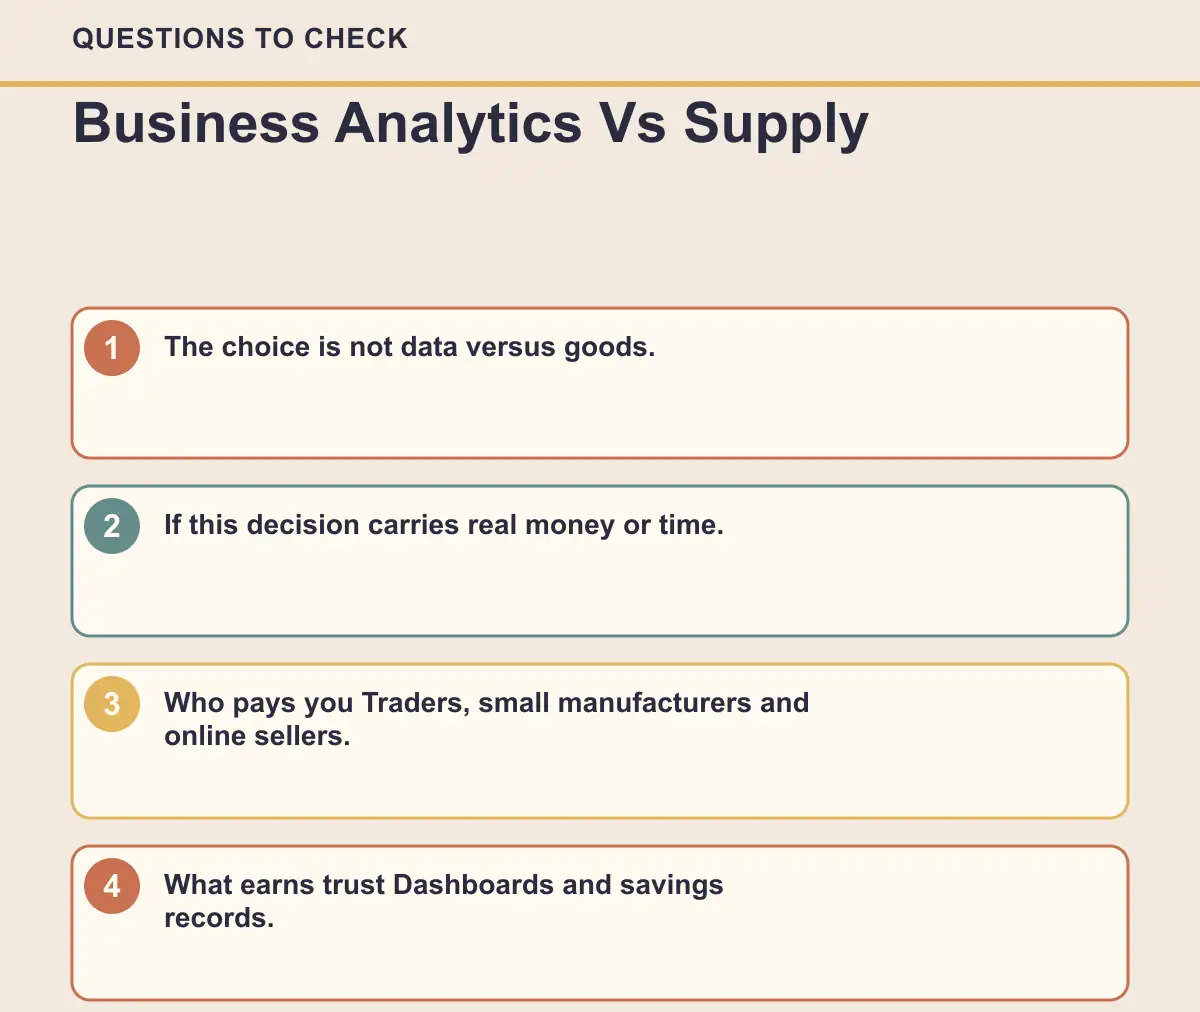 QUESTIONS TO CHECK
Business Analytics Vs Supply
1
The choice is not data versus goods.
2
If this decision carries real money or time.
3
Who pays you Traders, small manufacturers and
online sellers.
4
What earns trust Dashboards and savings
records.